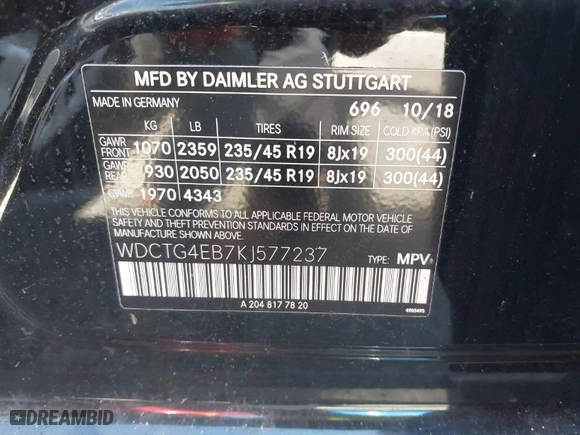 MFD BY DAIMLER AG STUTTGART
MADE IN GERMANY 696 10/18
KG LB TIRES RIM SIZE COLD KPA (PSI)
GAWR FRONT 1070 2359 235/45 R19 8Jx19 300(44)
GAWR REAR 930 2050 235/45 R19 8Jx19 300(44)
GVWR 1970 4343
THIS VEHICLE CONFORMS TO ALL APPLICABLE FEDERAL MOTOR VEHICLE
SAFETY, BUMPER, AND THEFT PREVENTION STANDARDS IN EFFECT ON THE DATE OF
MANUFACTURE SHOWN ABOVE.
WDCTG4EB7KJ577237 TYPE: MPV
A 204 817 78 20
DREAMBID